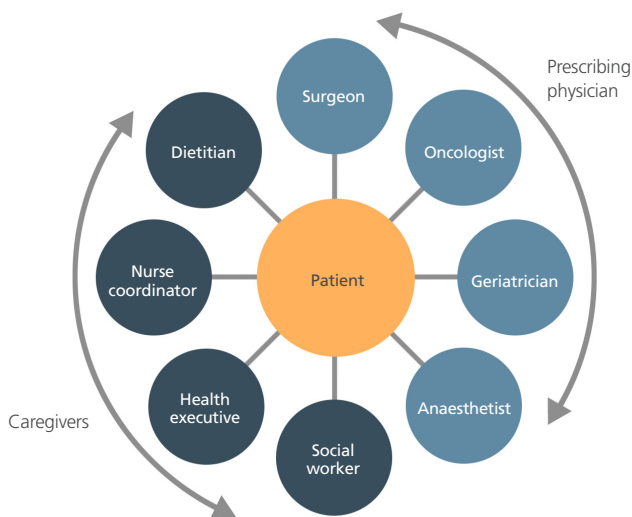 Prescribing
physician
Surgeon
Oncologist
Dietitian
Nurse
coordinator
Patient
Geriatrician
Health
executive
Anaesthetist
Caregivers
Social
worker